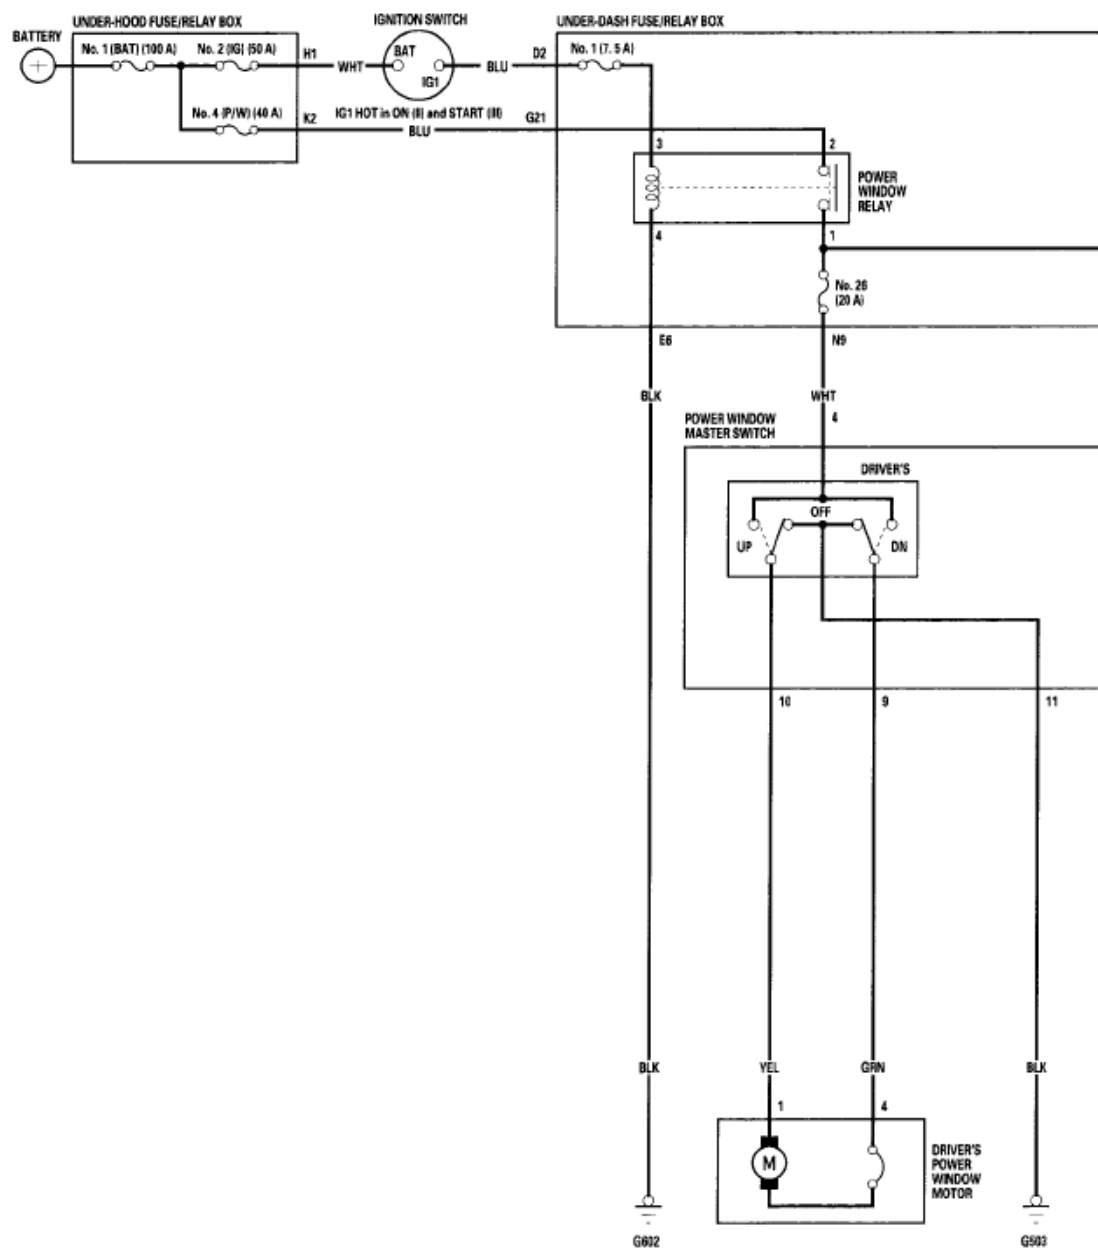 UNDER-HOOD FUSE/RELAY BOX
IGNITION SWITCH
UNDER-DASH FUSE/RELAY BOX
BATTERY
No. 1 (BAT) (100 A)
No. 2 (IG) (50 A)
H1
WHT
BAT
IG1
BLU
D2
No. 1 (7. 5 A)
No. 4 (P/W) (40 A)
K2
IG1 HOT in ON (II) and START (III)
BLU
G21
3
2
POWER
WINDOW
RELAY
4
1
No. 26
(20 A)
E6
N9
BLK
WHT
4
POWER WINDOW
MASTER SWITCH
DRIVER'S
OFF
UP
DN
10
9
11
BLK
YEL
GRN
BLK
1
4
M
DRIVER'S
POWER
WINDOW
MOTOR
G602
G503